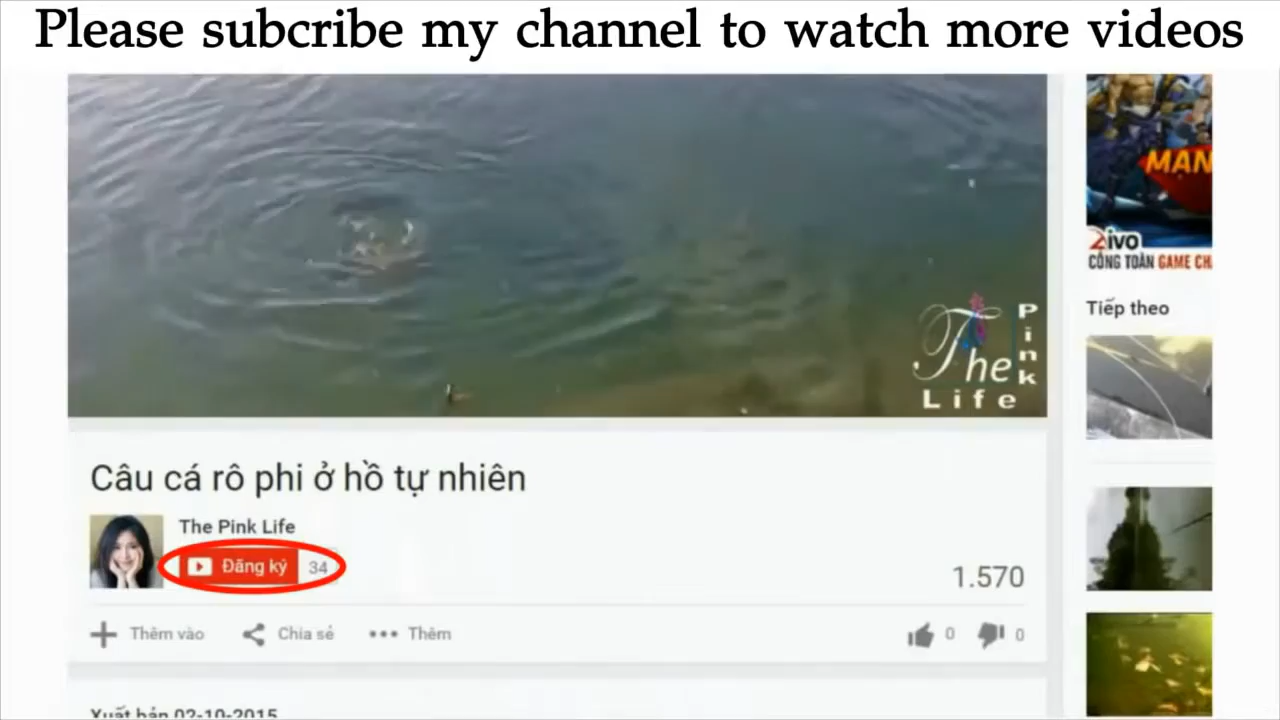 Please subcribe my channel to watch more videos
MAN
Zivo
CÔNG TOÀN GAME CH
Tiếp theo
The Pink Life
Câu cá rô phi ở hồ tự nhiên
The Pink Life
Đăng ký 34
1.570
Thêm vào Chia sẻ Thêm 0 0
Xuất bản 02-10-2015